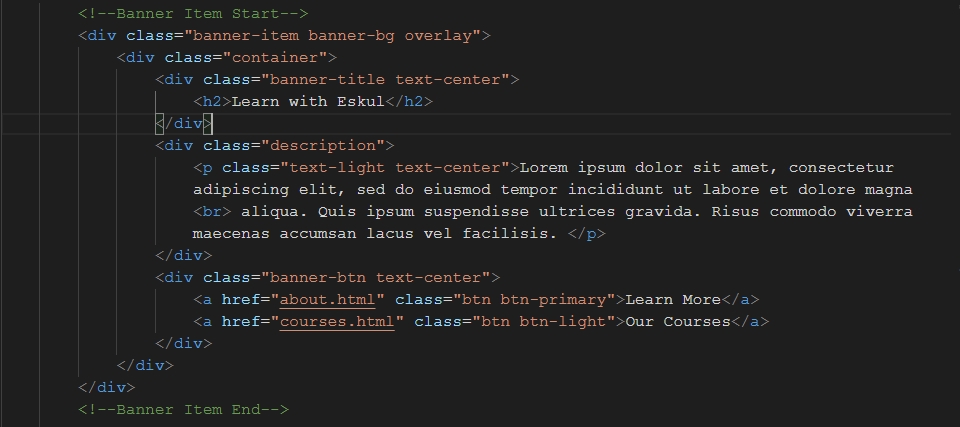 <!--Banner Item Start-->
<div class="banner-item banner-bg overlay">
<div class="container">
<div class="banner-title text-center">
<h2>Learn with Eskul</h2>
</div>
<div class="description">
<p class="text-light text-center">Lorem ipsum dolor sit amet, consectetur
adipiscing elit, sed do eiusmod tempor incididunt ut labore et dolore magna
<br> aliqua. Quis ipsum suspendisse ultrices gravida. Risus commodo viverra
maecenas accumsan lacus vel facilisis. </p>
</div>
<div class="banner-btn text-center">
<a href="about.html" class="btn btn-primary">Learn More</a>
<a href="courses.html" class="btn btn-light">Our Courses</a>
</div>
</div>
</div>
<!--Banner Item End-->